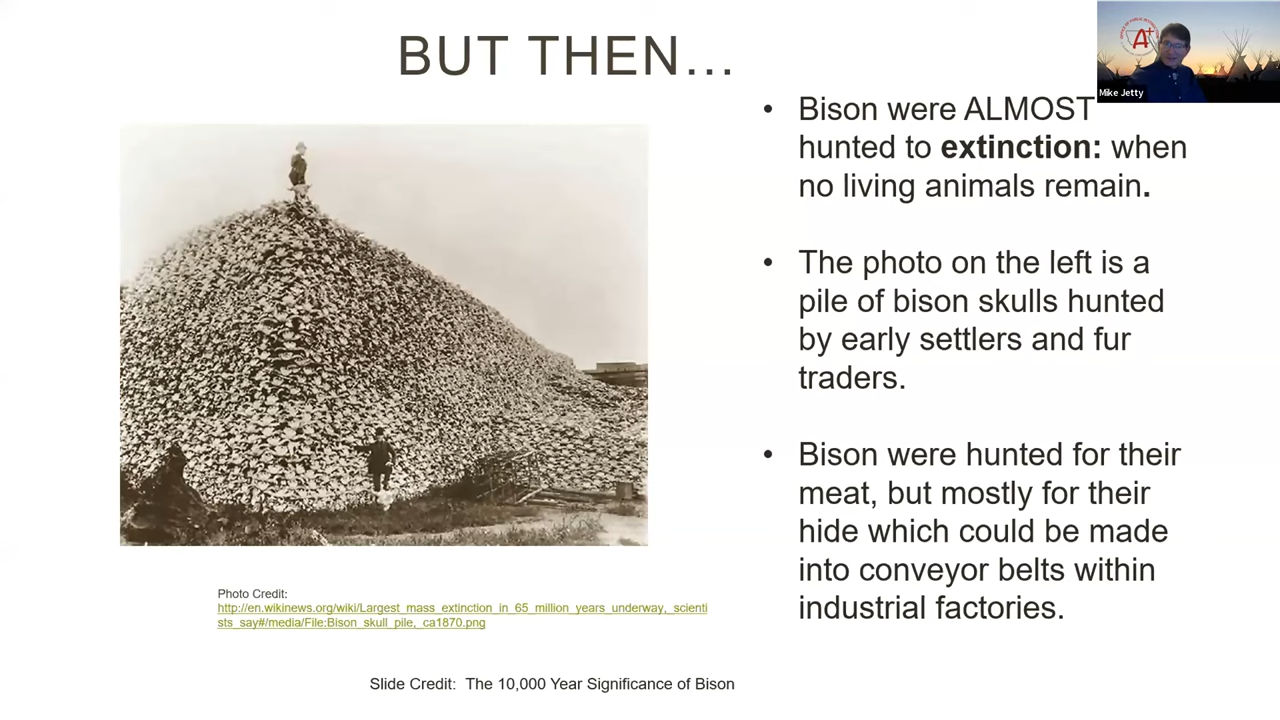 BUT THEN...
Mike Jetty
A+
• Bison were ALMOST
hunted to extinction: when
no living animals remain.
• The photo on the left is a
pile of bison skulls hunted
by early settlers and fur
traders.
• Bison were hunted for their
meat, but mostly for their
hide which could be made
into conveyor belts within
industrial factories.
Photo Credit:
http://en.wikinews.org/wiki/Largest_mass_extinction_in_65_million_years_underway,_scienti
sts_say#/media/File:Bison_skull_pile,_ca1870.png
Slide Credit:  The 10,000 Year Significance of Bison